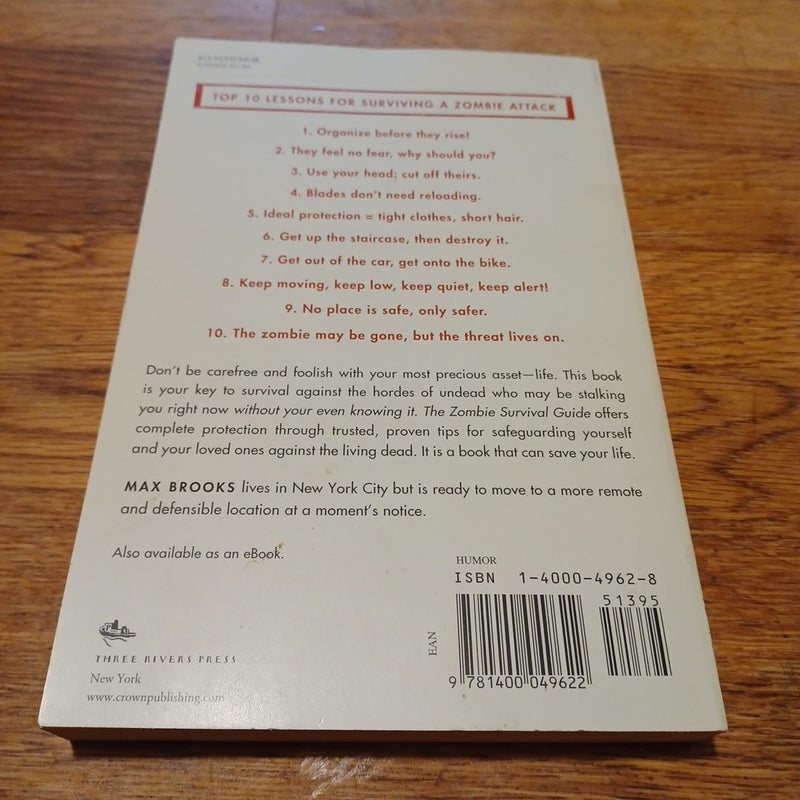 TOP 10 LESSONS FOR SURVIVING A ZOMBIE ATTACK
1. Organize before they rise!
2. They feel no fear, why should you?
3. Use your head; cut off theirs.
4. Blades don't need reloading.
5. Ideal protection = tight clothes, short hair.
6. Get up the staircase, then destroy it.
7. Get out of the car, get onto the bike.
8. Keep moving, keep low, keep quiet, keep alert!
9. No place is safe, only safer.
10. The zombie may be gone, but the threat lives on.
Don't be carefree and foolish with your most precious asset—life. This book
is your key to survival against the hordes of undead who may be stalking
you right now without your even knowing it. The Zombie Survival Guide offers
complete protection through trusted, proven tips for safeguarding yourself
and your loved ones against the living dead. It is a book that can save your life.
MAX BROOKS lives in New York City but is ready to move to a more remote
and defensible location at a moment's notice.
Also available as an eBook.
HUMOR
ISBN 1-4000-4962-8
51395
EAN
9 781400 049622
THREE RIVERS PRESS
New York
www.crownpublishing.com